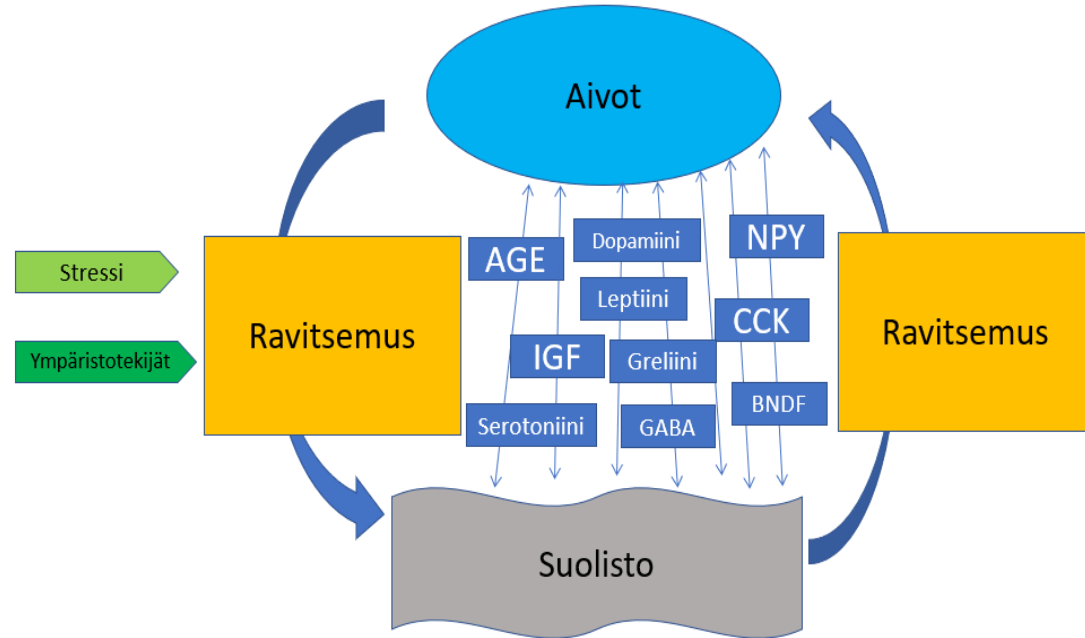 Aivot
Stressi
Ympäristotekijät
Ravitsemus
AGE
IGF
Serotoniini
Dopamiini
Leptiini
Greliini
GABA
NPY
CCK
BNDF
Ravitsemus
Suolisto